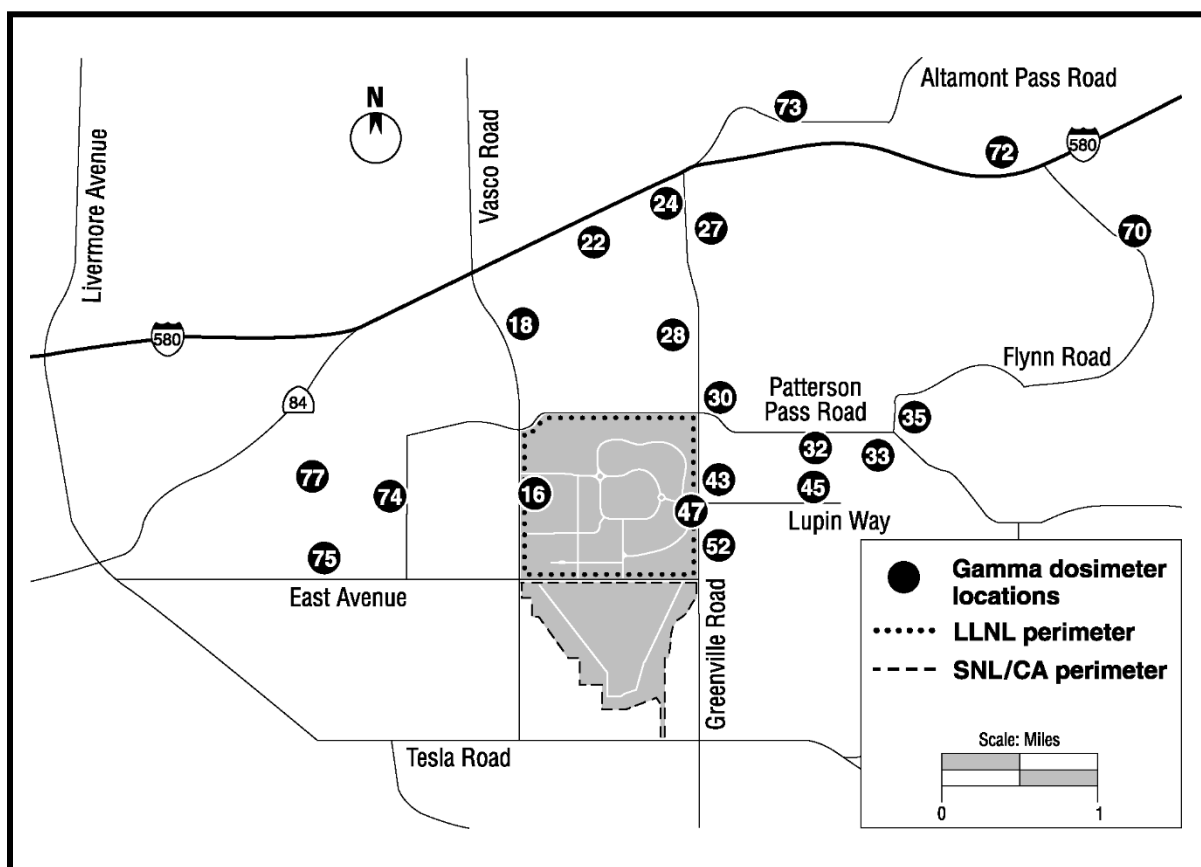 Altamont Pass Road
N
73
Vasco Road
580
72
Livermore Avenue
24
27
70
22
18
28
580
Flynn Road
84
30
Patterson
Pass Road
35
32
33
77
74
16
43
45
47
Lupin Way
52
75
East Avenue
Greenville Road
Tesla Road
Gamma dosimeter
locations
LLNL perimeter
SNL/CA perimeter
Scale: Miles
0 1